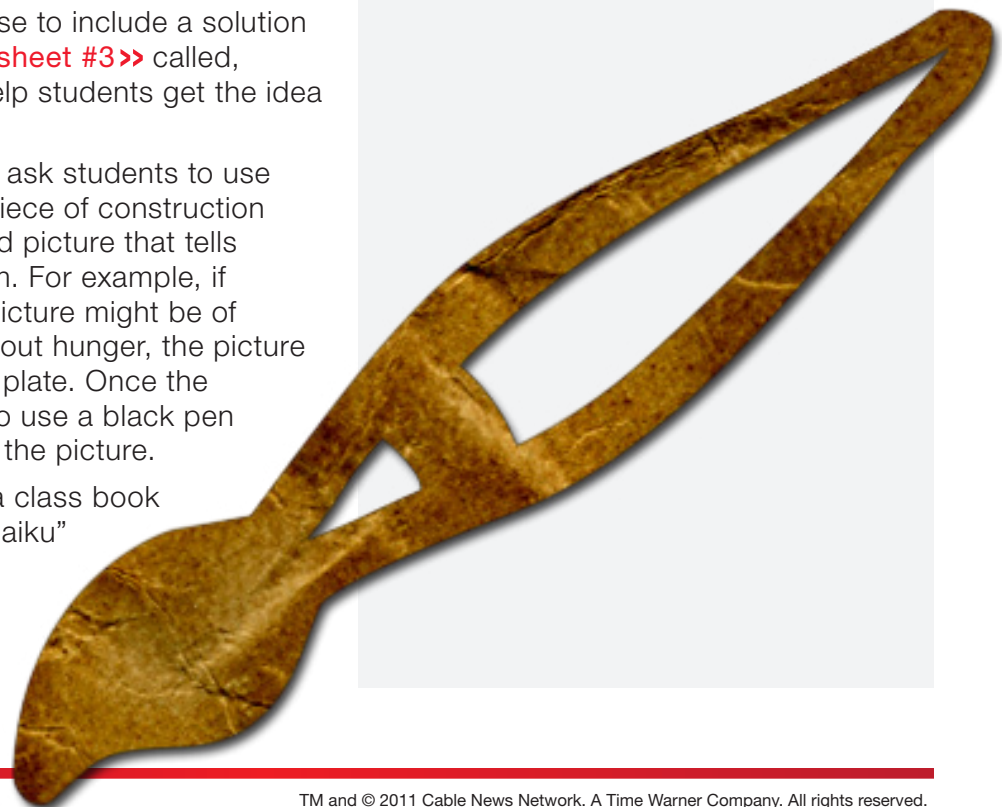 se to include a solution
sheet #3>> called,
elp students get the idea
ask students to use
iece of construction
d picture that tells
n. For example, if
icture might be of
out hunger, the picture
plate. Once the
o use a black pen
the picture.
a class book
aiku”
TM and © 2011 Cable News Network. A Time Warner Company. All rights reserved.